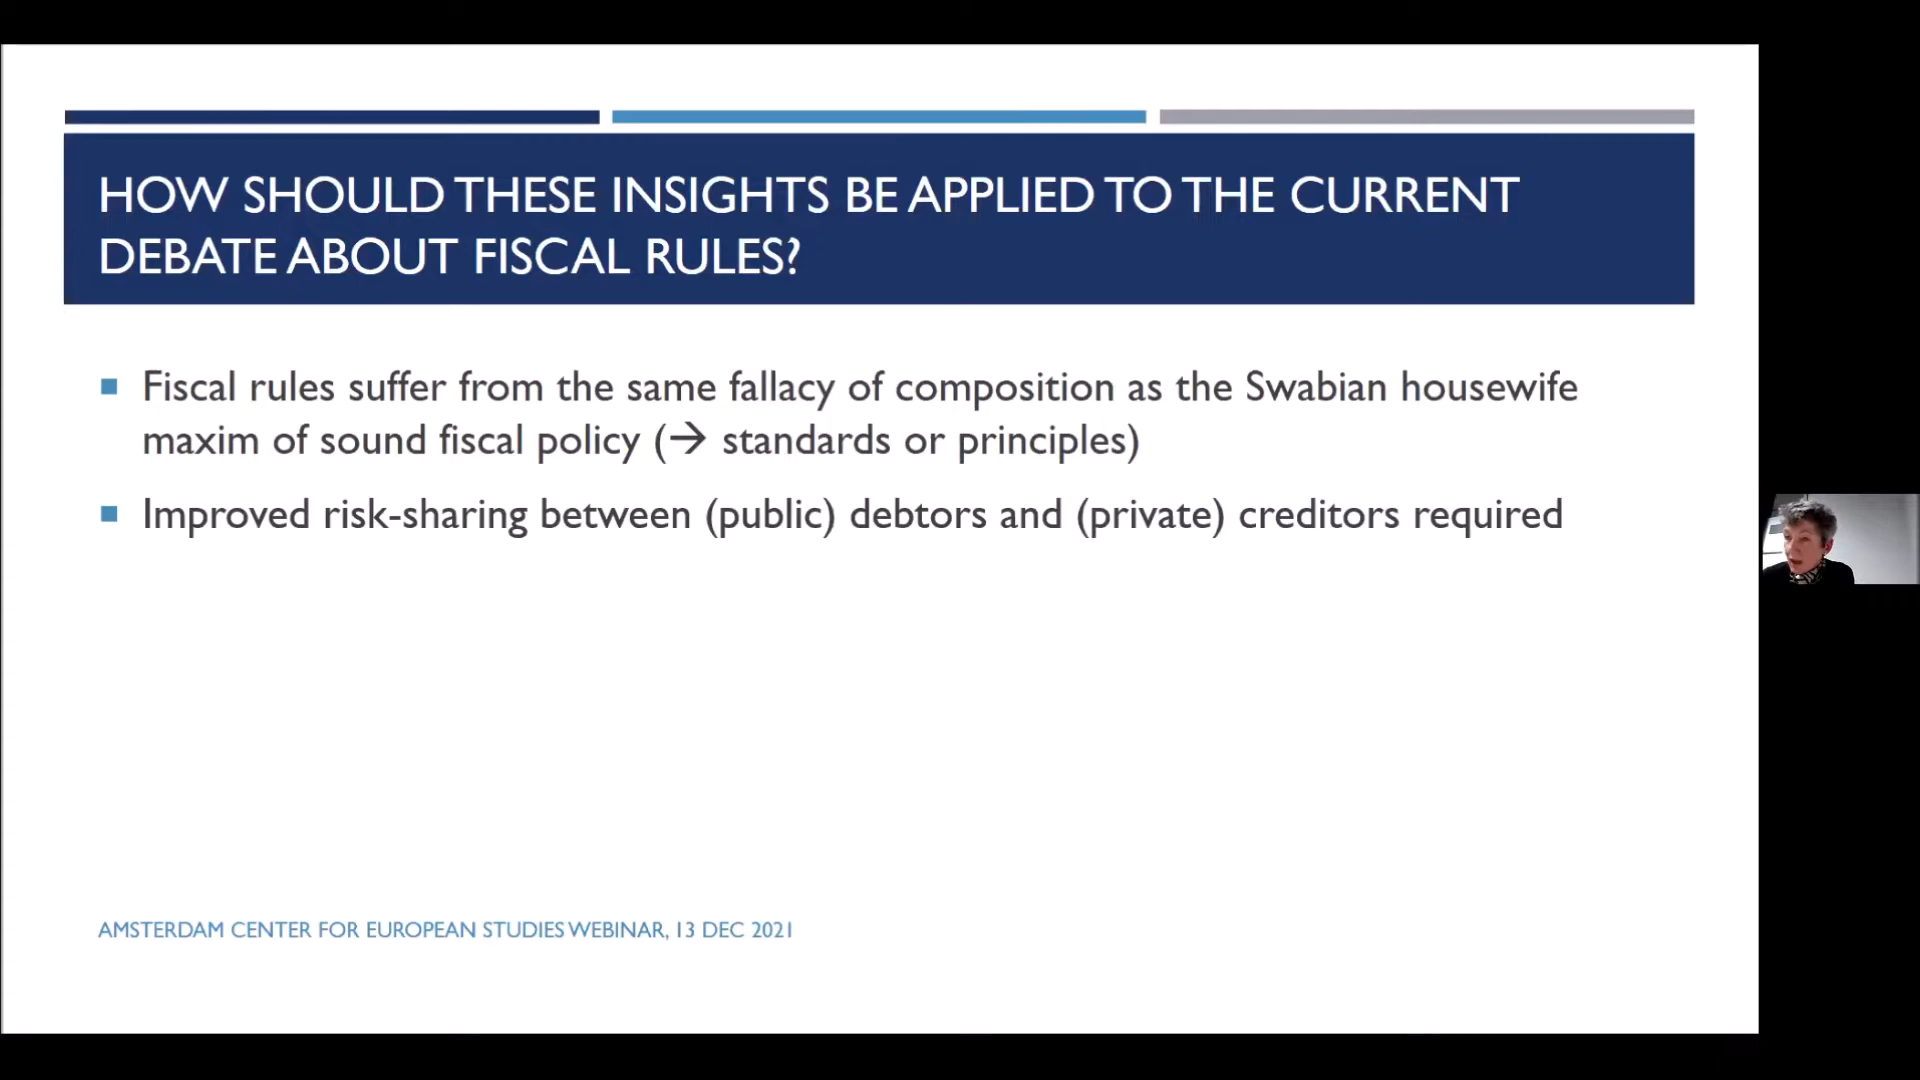 HOW SHOULD THESE INSIGHTS BE APPLIED TO THE CURRENT
DEBATE ABOUT FISCAL RULES?
Fiscal rules suffer from the same fallacy of composition as the Swabian housewife
maxim of sound fiscal policy (→ standards or principles)
Improved risk-sharing between (public) debtors and (private) creditors required
AMSTERDAM CENTER FOR EUROPEAN STUDIES WEBINAR, 13 DEC 2021